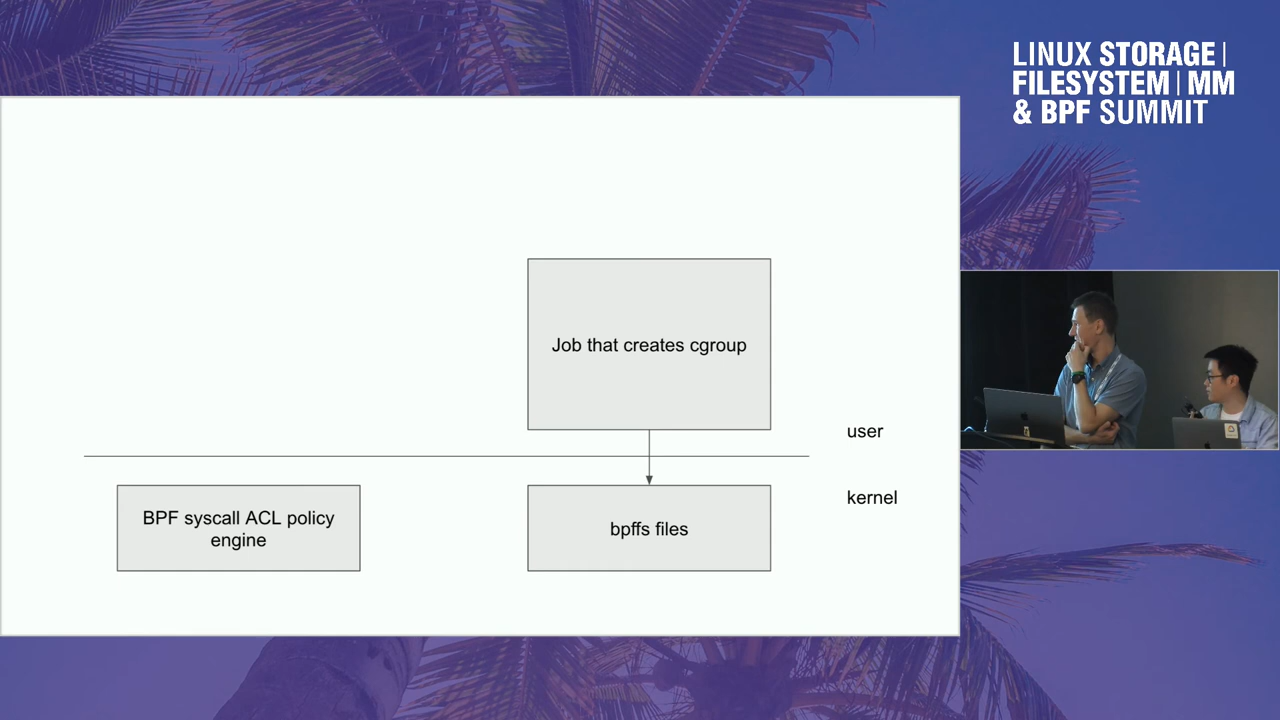 LINUX STORAGE |
FILESYSTEM | MM
& BPF SUMMIT
Job that creates cgroup
user
kernel
BPF syscall ACL policy
engine
bpffs files